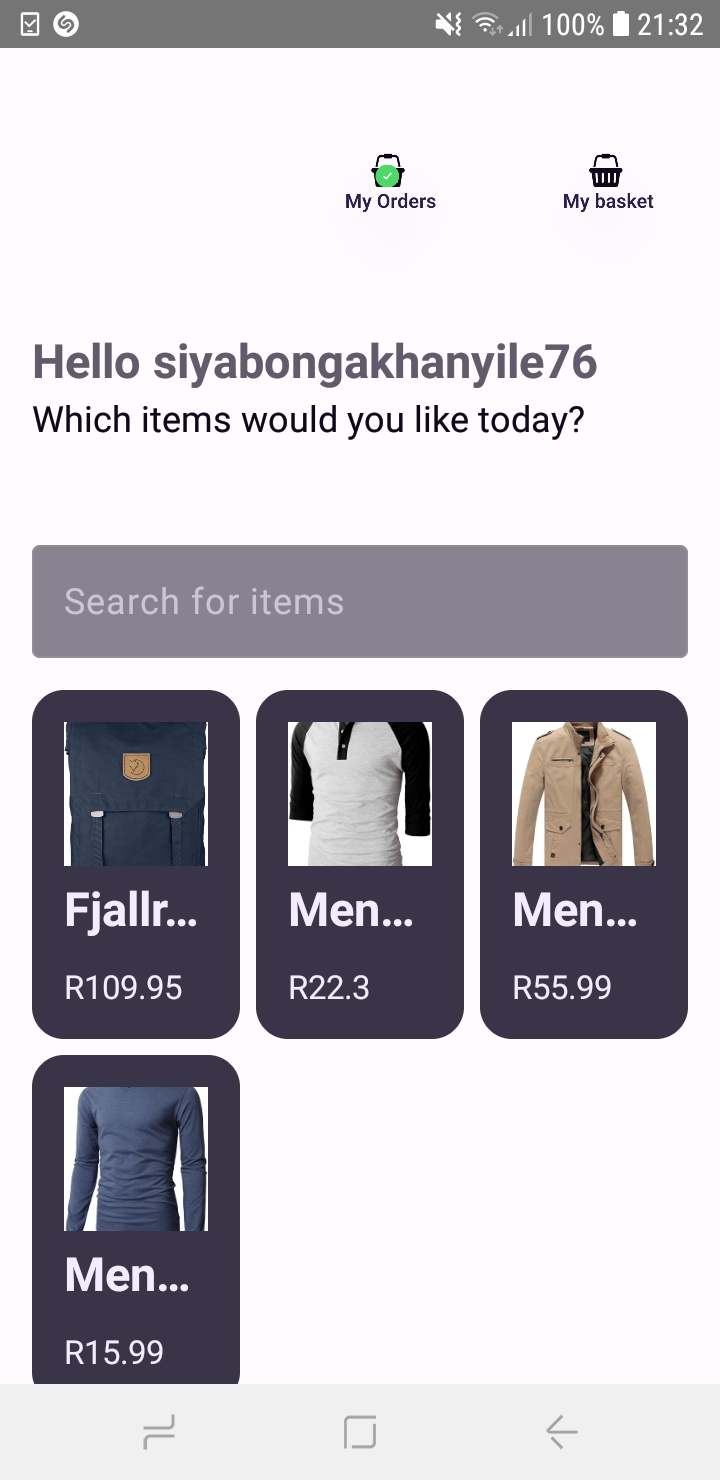 100% 21:32
My Orders My basket
Hello siyabongakhanyile76
Which items would you like today?
Search for items
Fjallr... Men... Men...
R109.95 R22.3 R55.99
Men...
R15.99